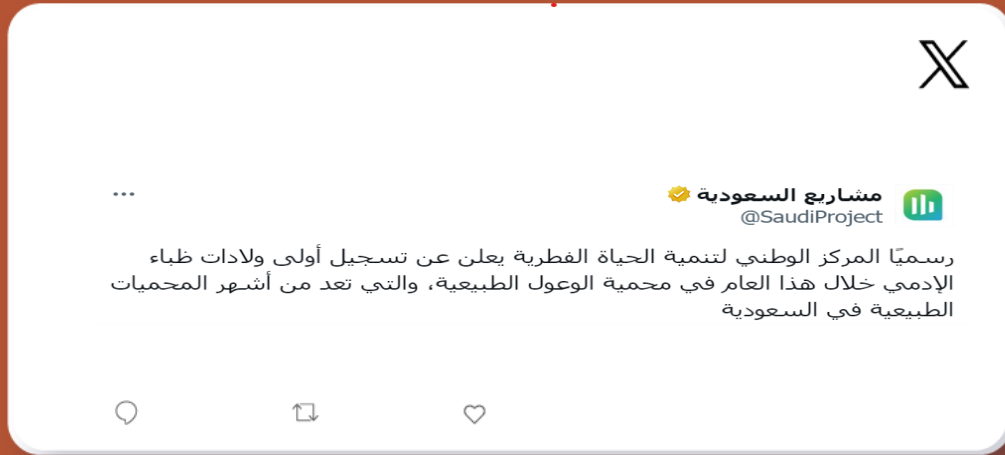 مشاريع السعودية
@SaudiProject
رسميًا المركز الوطني لتنمية الحياة الفطرية يعلن عن تسجيل أولى ولادات ظباء
الإدمي خلال هذا العام في محمية الوعول الطبيعية، والتي تعد من أشهر المحميات
الطبيعية في السعودية